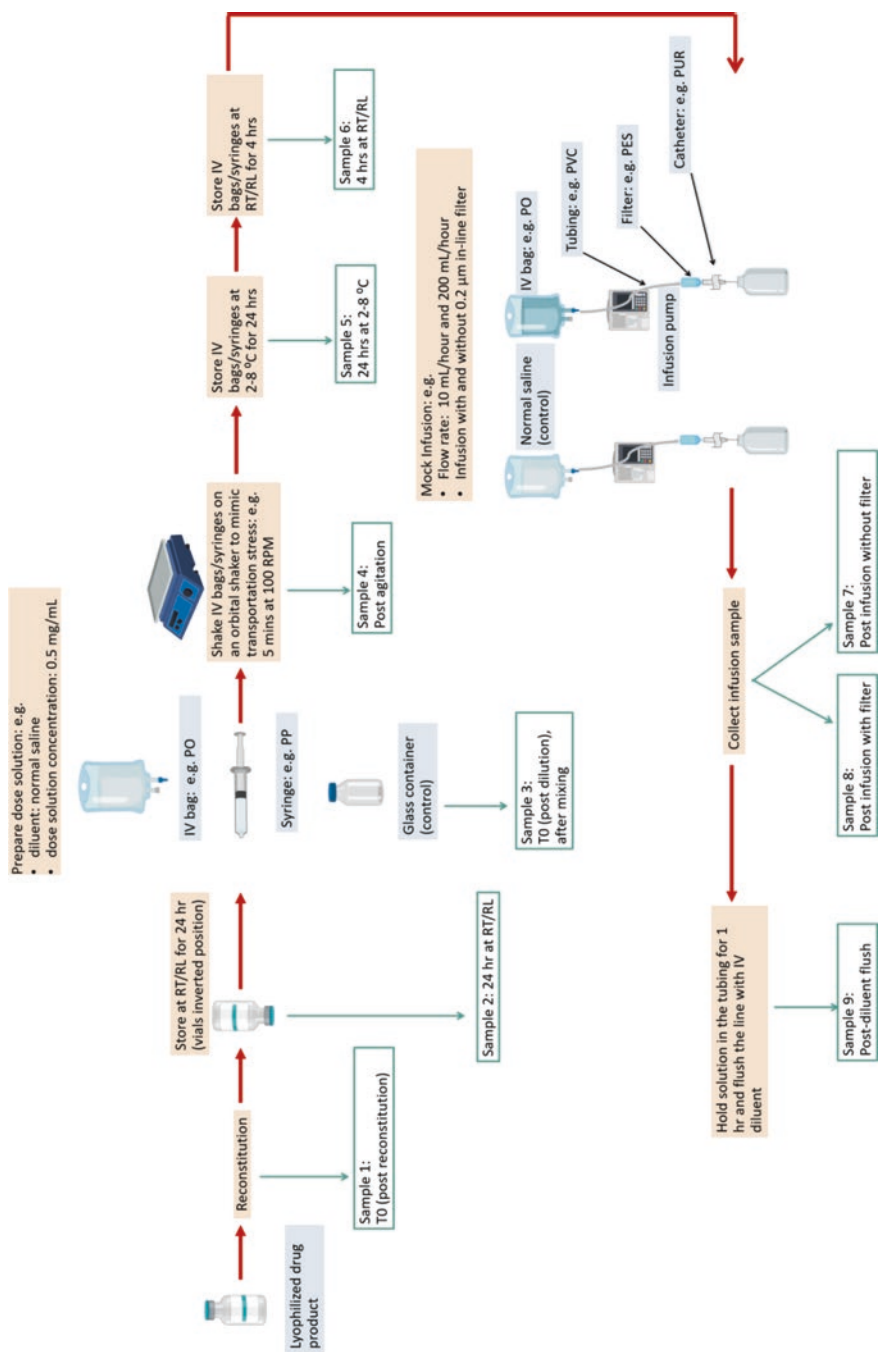 Lyophilized drug
product
Reconstitution
Sample 1:
T0 (post reconstitution)
Store at RT/RL for 24 hr
(vials inverted position)
Sample 2: 24 hr at RT/RL
Prepare dose solution: e.g.
• diluent: normal saline
• dose solution concentration: 0.5 mg/mL
IV bag: e.g. PO
Syringe: e.g. PP
Glass container
(control)
Sample 3:
T0 (post dilution),
after mixing
Shake IV bags/syringes on
an orbital shaker to mimic
transportation stress: e.g.
5 mins at 100 RPM
Sample 4:
Post agitation
Store IV
bags/syringes at
2-8 °C for 24 hrs
Sample 5:
24 hrs at 2-8 °C
Store IV
bags/syringes at
RT/RL for 4 hrs
Sample 6:
4 hrs at RT/RL
Mock Infusion: e.g.
• Flow rate: 10 mL/hour and 200 mL/hour
• Infusion with and without 0.2 µm in-line filter
Normal saline
(control)
IV bag: e.g. PO
Tubing: e.g. PVC
Filter: e.g. PES
Catheter: e.g. PUR
Infusion pump
Collect infusion sample
Sample 7:
Post infusion without filter
Sample 8:
Post infusion with filter
Hold solution in the tubing for 1
hr and flush the line with IV
diluent
Sample 9:
Post-diluent flush